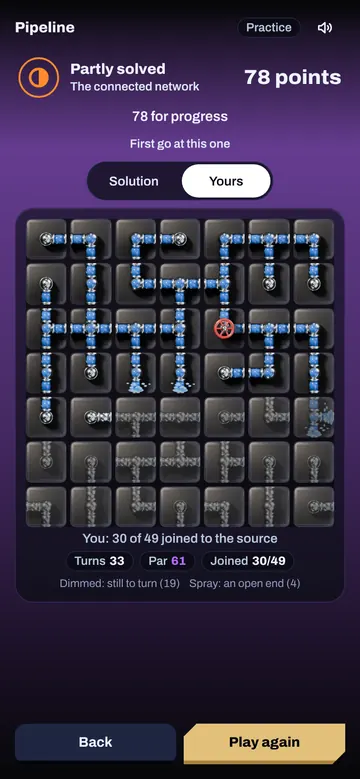 Pipeline
Practice
Partly solved
The connected network
78 points
78 for progress
First go at this one
Solution
Yours
You: 30 of 49 joined to the source
Turns 33
Par 61
Joined 30/49
Dimmed: still to turn (19) Spray: an open end (4)
Back
Play again